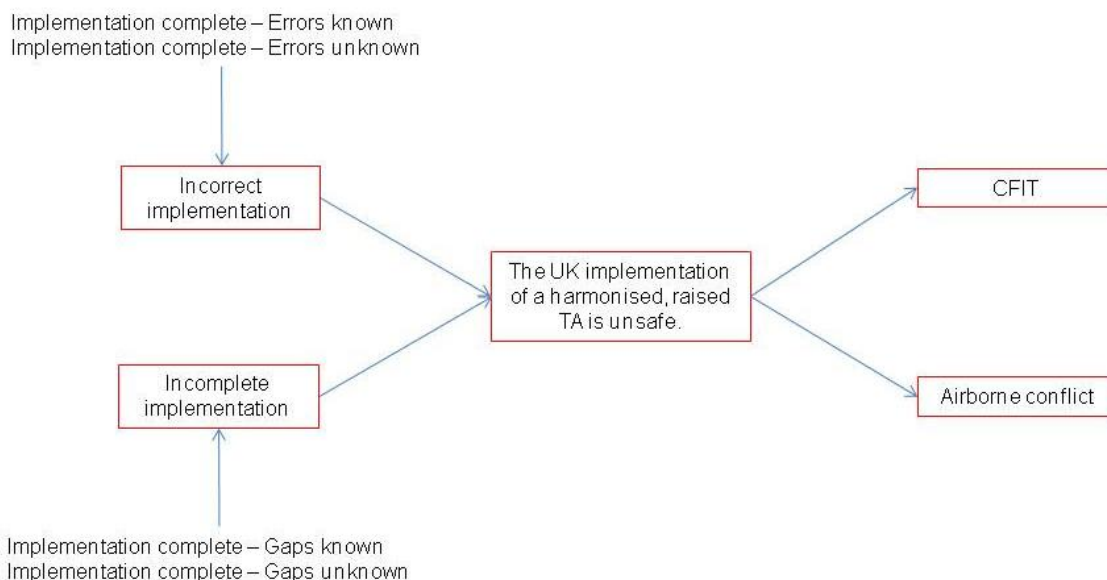 Implementation complete – Errors known
Implementation complete – Errors unknown
Incorrect
implementation
CFIT
The UK implementation
of a harmonised, raised
TA is unsafe.
Incomplete
implementation
Airborne conflict
Implementation complete – Gaps known
Implementation complete – Gaps unknown